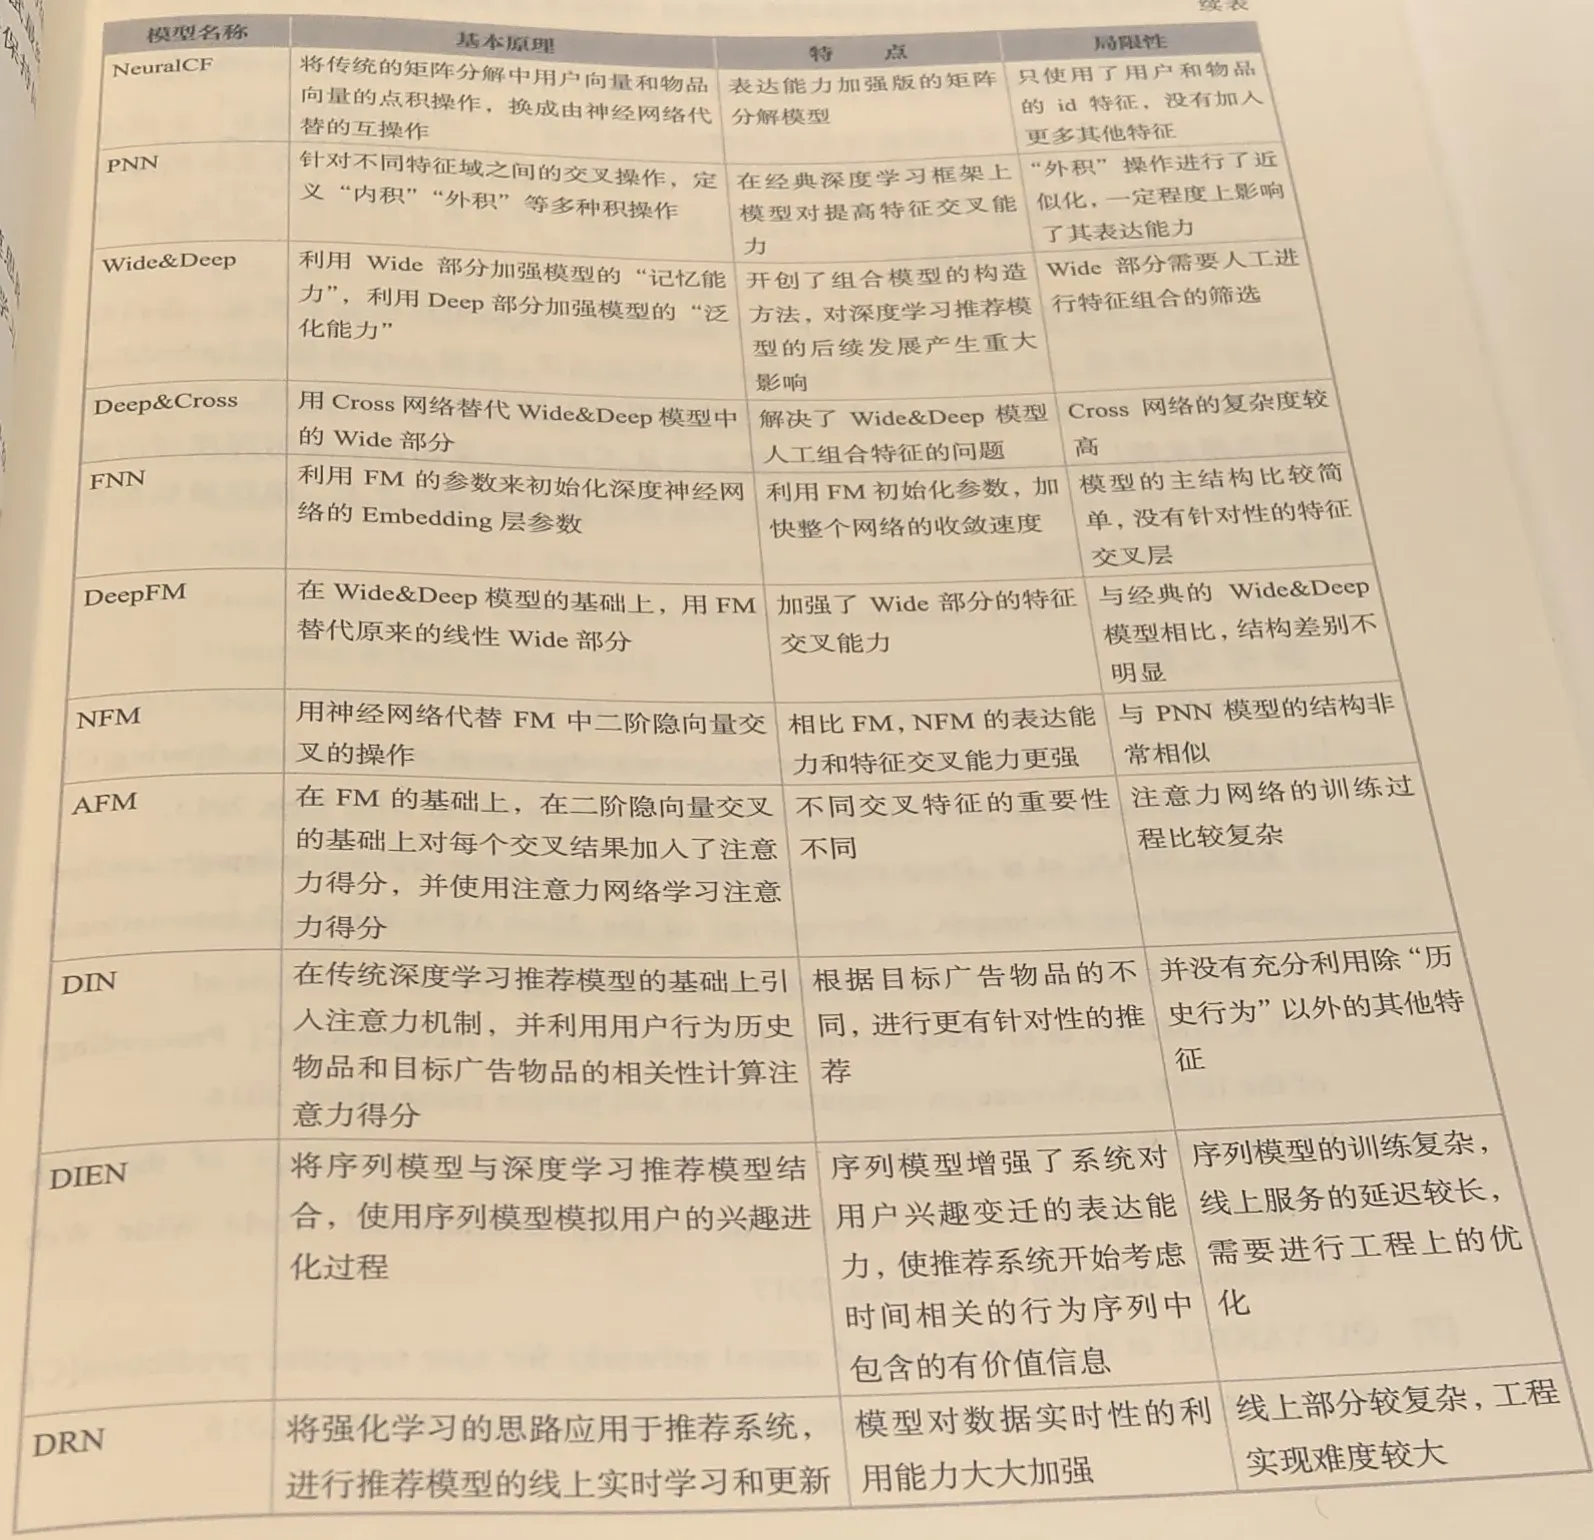 续表
模型名称 基本原理 特 点 局限性
NeuralCF
将传统的矩阵分解中用户向量和物品
向量的点积操作，换成由神经网络代
替的互操作
表达能力加强版的矩阵
分解模型
只使用了用户和物品
的 id 特征，没有加入
更多其他特征
PNN
针对不同特征域之间的交叉操作，定
义“内积”“外积”等多种积操作
在经典深度学习框架上
模型对提高特征交叉能
力
“外积”操作进行了近
似化，一定程度上影响
了其表达能力
Wide&Deep
利用 Wide 部分加强模型的“记忆能
力”，利用 Deep 部分加强模型的“泛
化能力”
开创了组合模型的构造
方法，对深度学习推荐模
型的后续发展产生重大
影响
Wide 部分需要人工进
行特征组合的筛选
Deep&Cross
用 Cross 网络替代 Wide&Deep 模型中
的 Wide 部分
解决了 Wide&Deep 模型
人工组合特征的问题
Cross 网络的复杂度较
高
FNN
利用 FM 的参数来初始化深度神经网
络的 Embedding 层参数
利用 FM 初始化参数，加
快整个网络的收敛速度
模型的主结构比较简
单，没有针对性的特征
交叉层
DeepFM
在 Wide&Deep 模型的基础上，用 FM
替代原来的线性 Wide 部分
加强了 Wide 部分的特征
交叉能力
与经典的 Wide&Deep
模型相比，结构差别不
明显
NFM
用神经网络代替 FM 中二阶隐向量交
叉的操作
相比 FM，NFM 的表达能
力和特征交叉能力更强
与 PNN 模型的结构非
常相似
AFM
在 FM 的基础上，在二阶隐向量交叉
的基础上对每个交叉结果加入了注意
力得分，并使用注意力网络学习注意
力得分
不同交叉特征的重要性
不同
注意力网络的训练过
程比较复杂
DIN
在传统深度学习推荐模型的基础上引
入注意力机制，并利用用户行为历史
物品和目标广告物品的相关性计算注
意力得分
根据目标广告物品的不
同，进行更有针对性的推
荐
并没有充分利用除“历
史行为”以外的其他特
征
DIEN
将序列模型与深度学习推荐模型结
合，使用序列模型模拟用户的兴趣进
化过程
序列模型增强了系统对
用户兴趣变迁的表达能
力，使推荐系统开始考虑
时间相关的行为序列中
包含的有价值信息
序列模型的训练复杂，
线上服务的延迟较长，
需要进行工程上的优
化
DRN
将强化学习的思路应用于推荐系统，
进行推荐模型的线上实时学习和更新
模型对数据实时性的利
用能力大大加强
线上部分较复杂，工程
实现难度较大